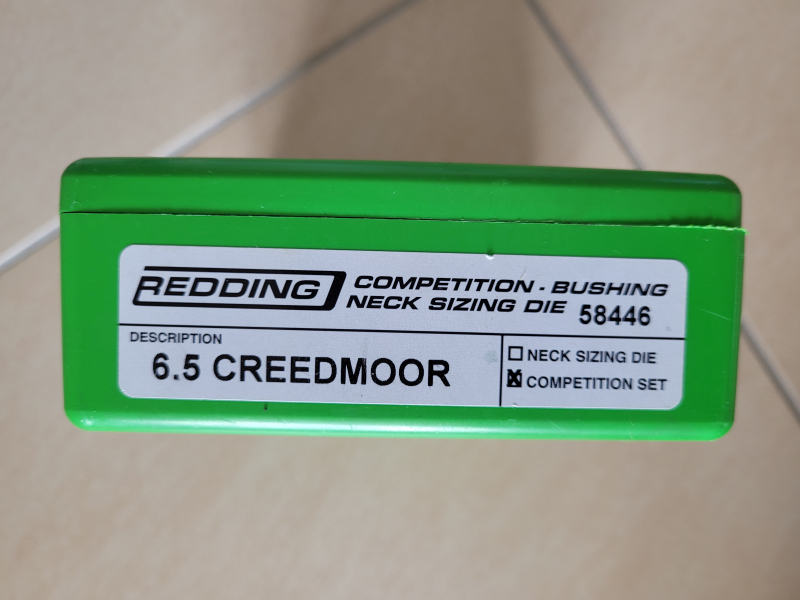 REDDING
COMPETITION - BUSHING
NECK SIZING DIE 58446
DESCRIPTION
6.5 CREEDMOOR
NECK SIZING DIE
COMPETITION SET